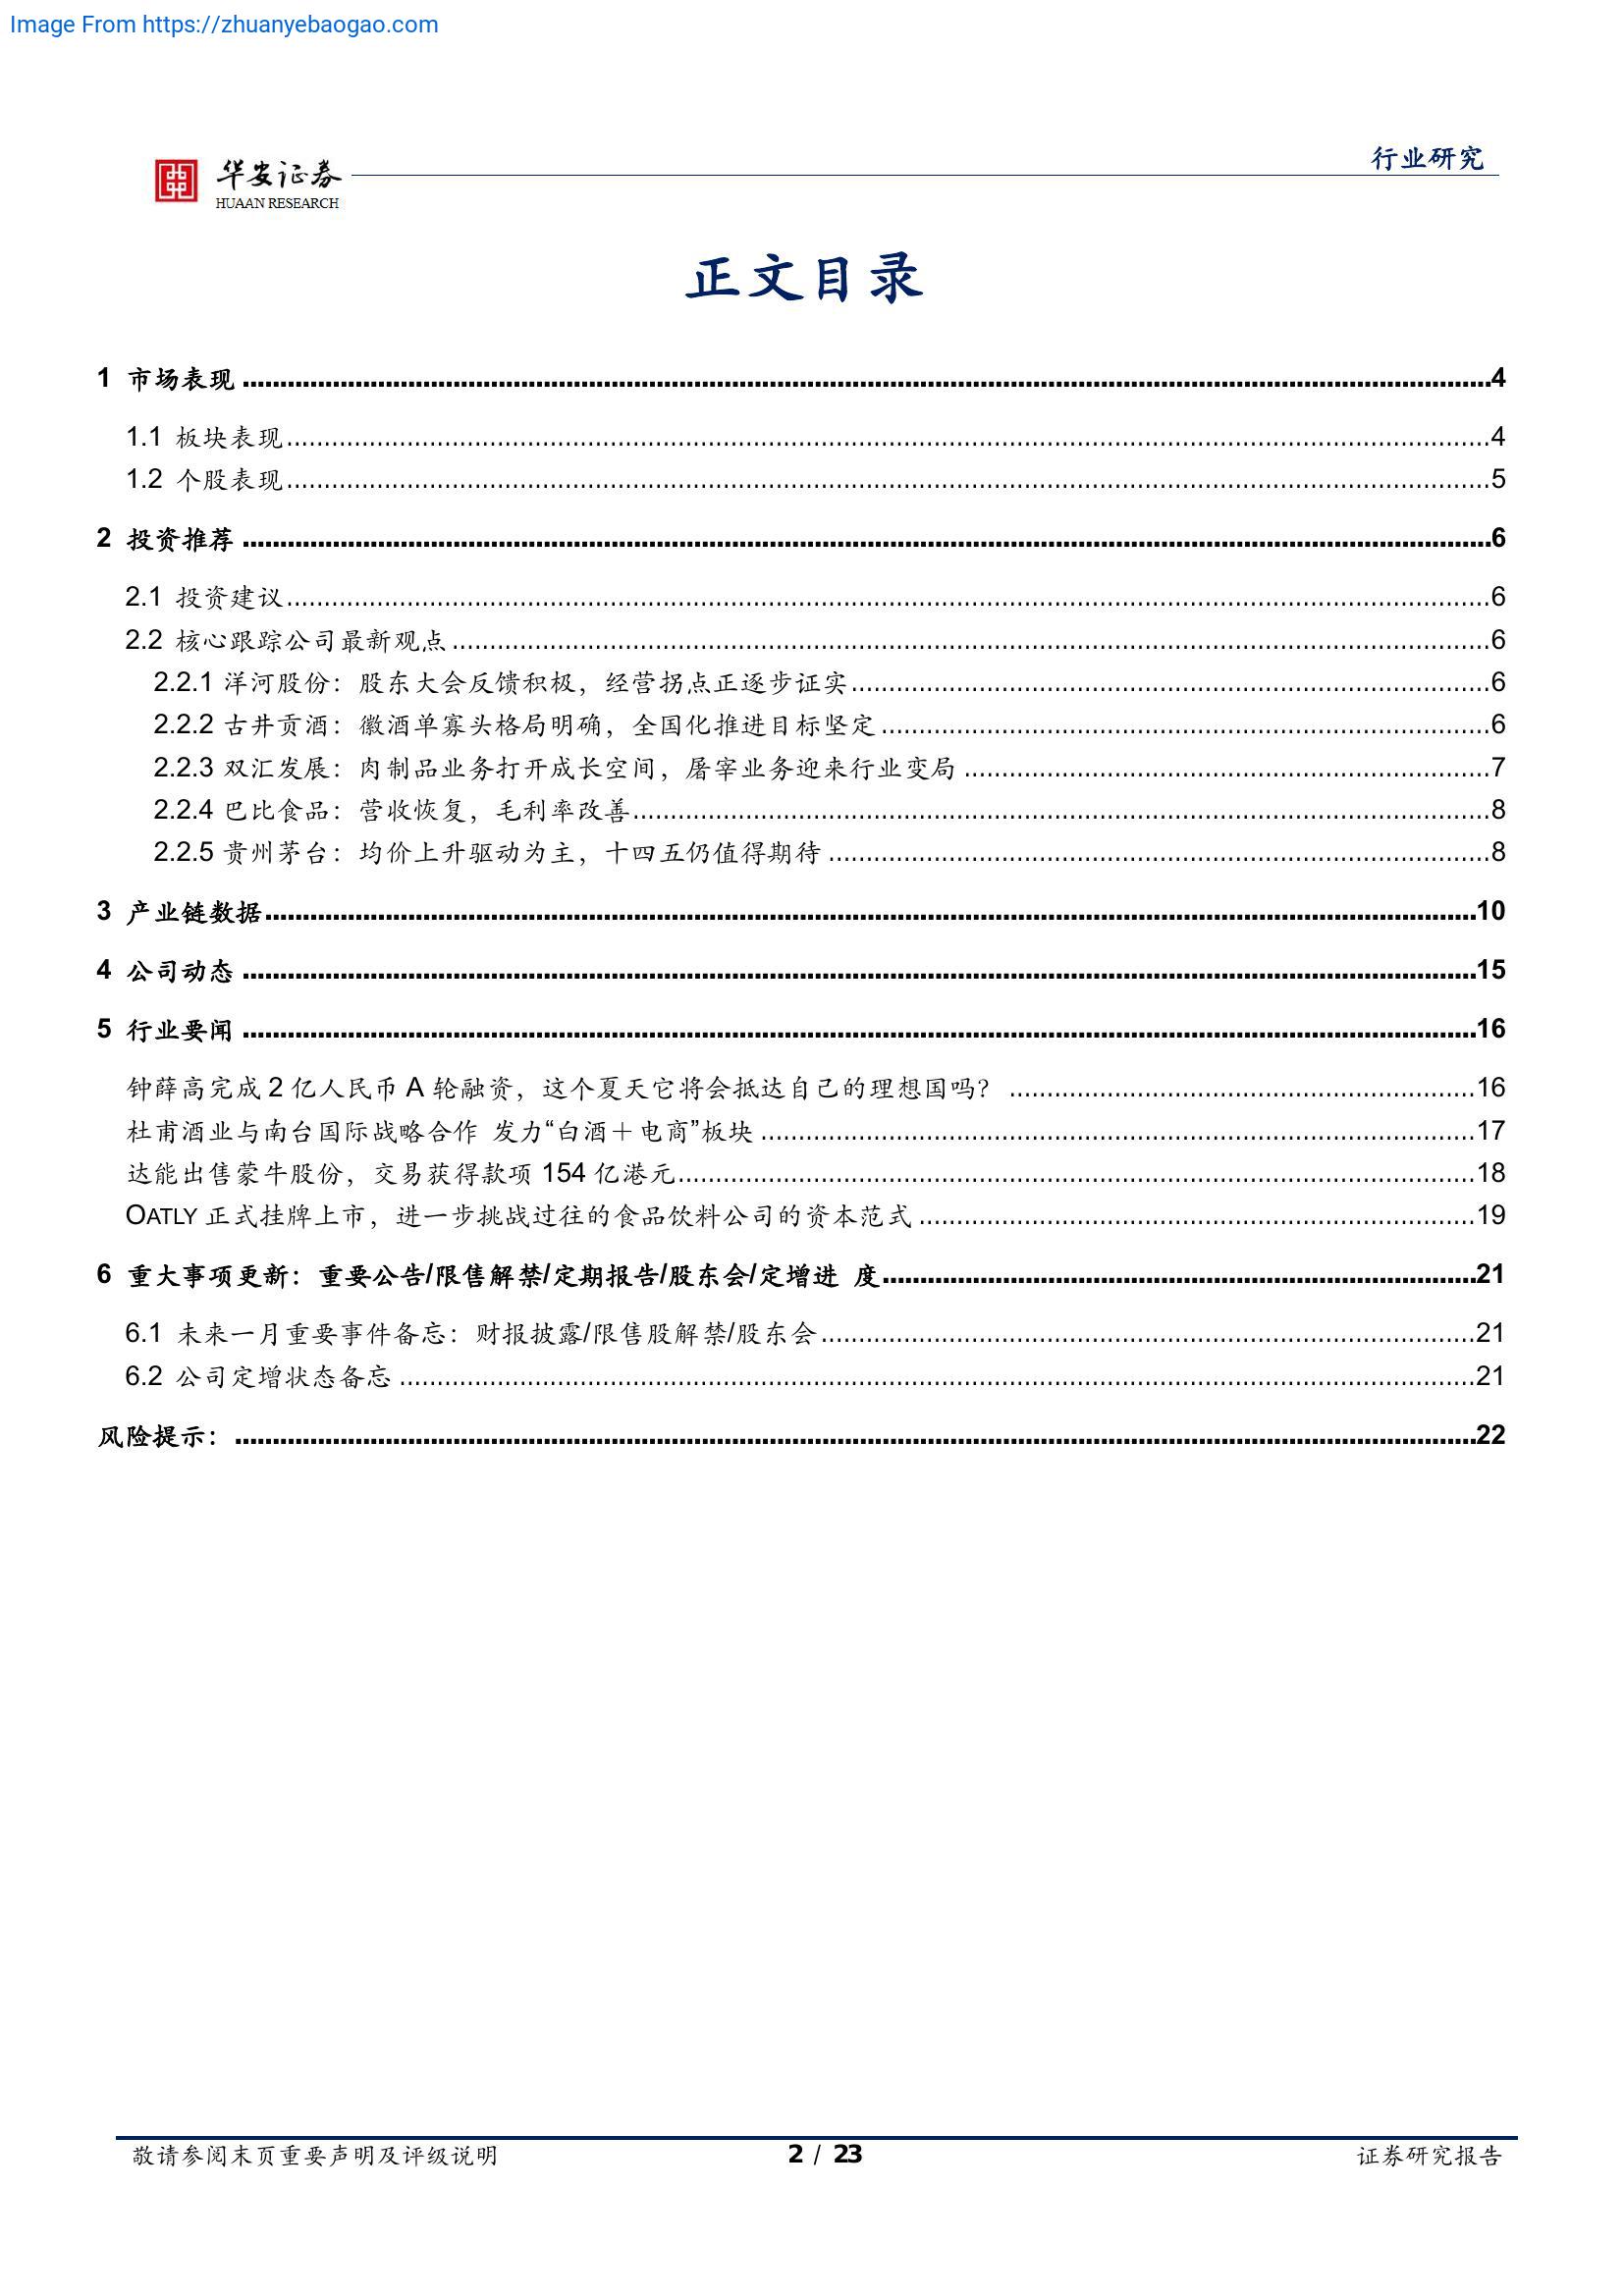 Image From https://zhuanyebaogao.com
行业研究
华安证券
HUAAN RESEARCH
正文目录
1 市场表现 ........................................................................ 4
1.1 板块表现 ........................................................................ 4
1.2 个股表现 ........................................................................ 5
2 投资推荐 ........................................................................ 6
2.1 投资建议 ........................................................................ 6
2.2 核心跟踪公司最新观点 ........................................................................ 6
2.2.1 洋河股份：股东大会反馈积极，经营拐点正逐步证实 ........................................................................ 6
2.2.2 古井贡酒：徽酒单寡头格局明确，全国化推进目标坚定 ........................................................................ 6
2.2.3 双汇发展：肉制品业务打开成长空间，屠宰业务迎来行业变局 ........................................................................ 7
2.2.4 巴比食品：营收恢复，毛利率改善 ........................................................................ 8
2.2.5 贵州茅台：均价上升驱动为主，十四五仍值得期待 ........................................................................ 8
3 产业链数据 ........................................................................ 10
4 公司动态 ........................................................................ 15
5 行业要闻 ........................................................................ 16
钟薛高完成 2 亿人民币 A 轮融资，这个夏天它将会抵达自己的理想国吗？ ........................................................................ 16
杜甫酒业与南台国际战略合作 发力“白酒＋电商”板块 ........................................................................ 17
达能出售蒙牛股份，交易获得款项 154 亿港元 ........................................................................ 18
OATLY 正式挂牌上市，进一步挑战过往的食品饮料公司的资本范式 ........................................................................ 19
6 重大事项更新：重要公告/限售解禁/定期报告/股东会/定增进 度 ........................................................................ 21
6.1 未来一月重要事件备忘：财报披露/限售股解禁/股东会 ........................................................................ 21
6.2 公司定增状态备忘 ........................................................................ 21
风险提示： ........................................................................ 22
敬请参阅末页重要声明及评级说明 2 / 23 证券研究报告